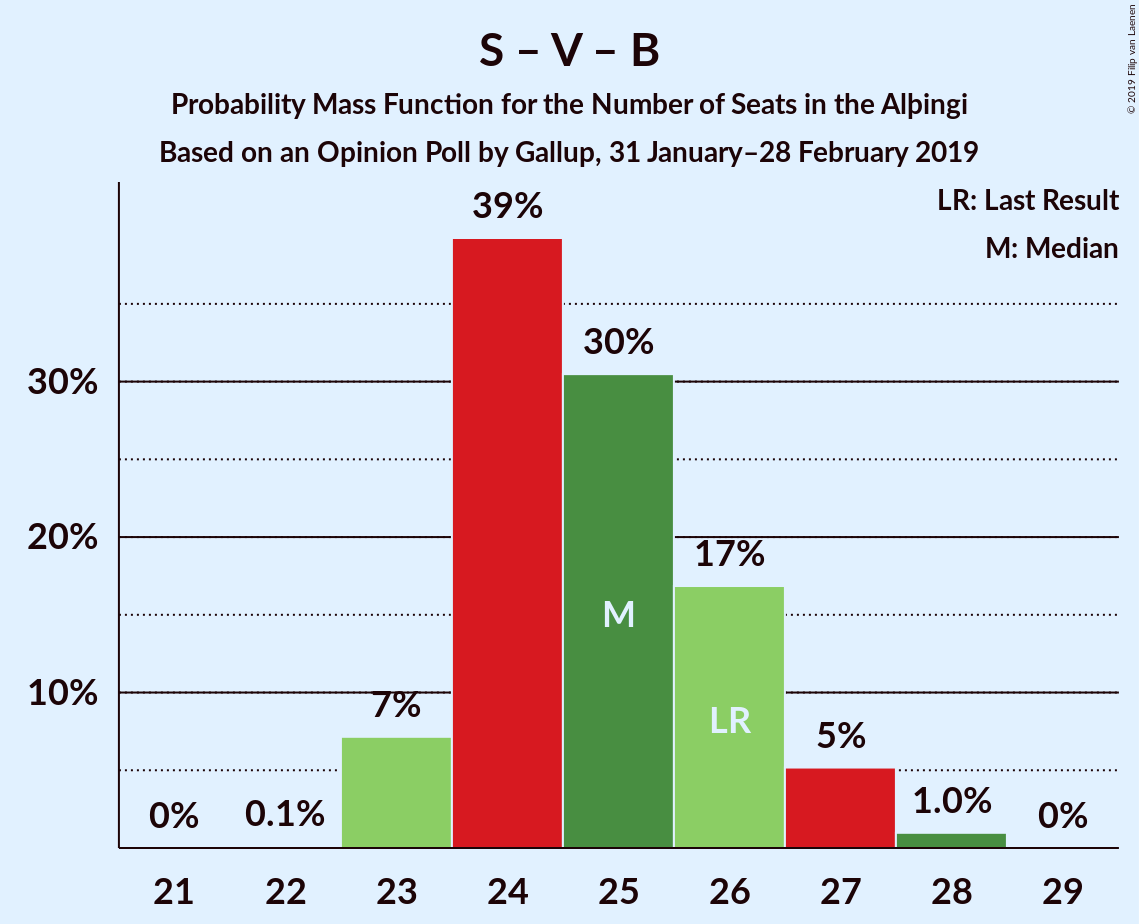 S – V – B
Probability Mass Function for the Number of Seats in the Alþingi
Based on an Opinion Poll by Gallup, 31 January–28 February 2019
© 2019 Filip van Laenen
LR: Last Result
M: Median
39%
30%
30%
20%
17%
M
10%
7%
LR
5%
0%
0.1%
1.0%
0%
21 22 23 24 25 26 27 28 29